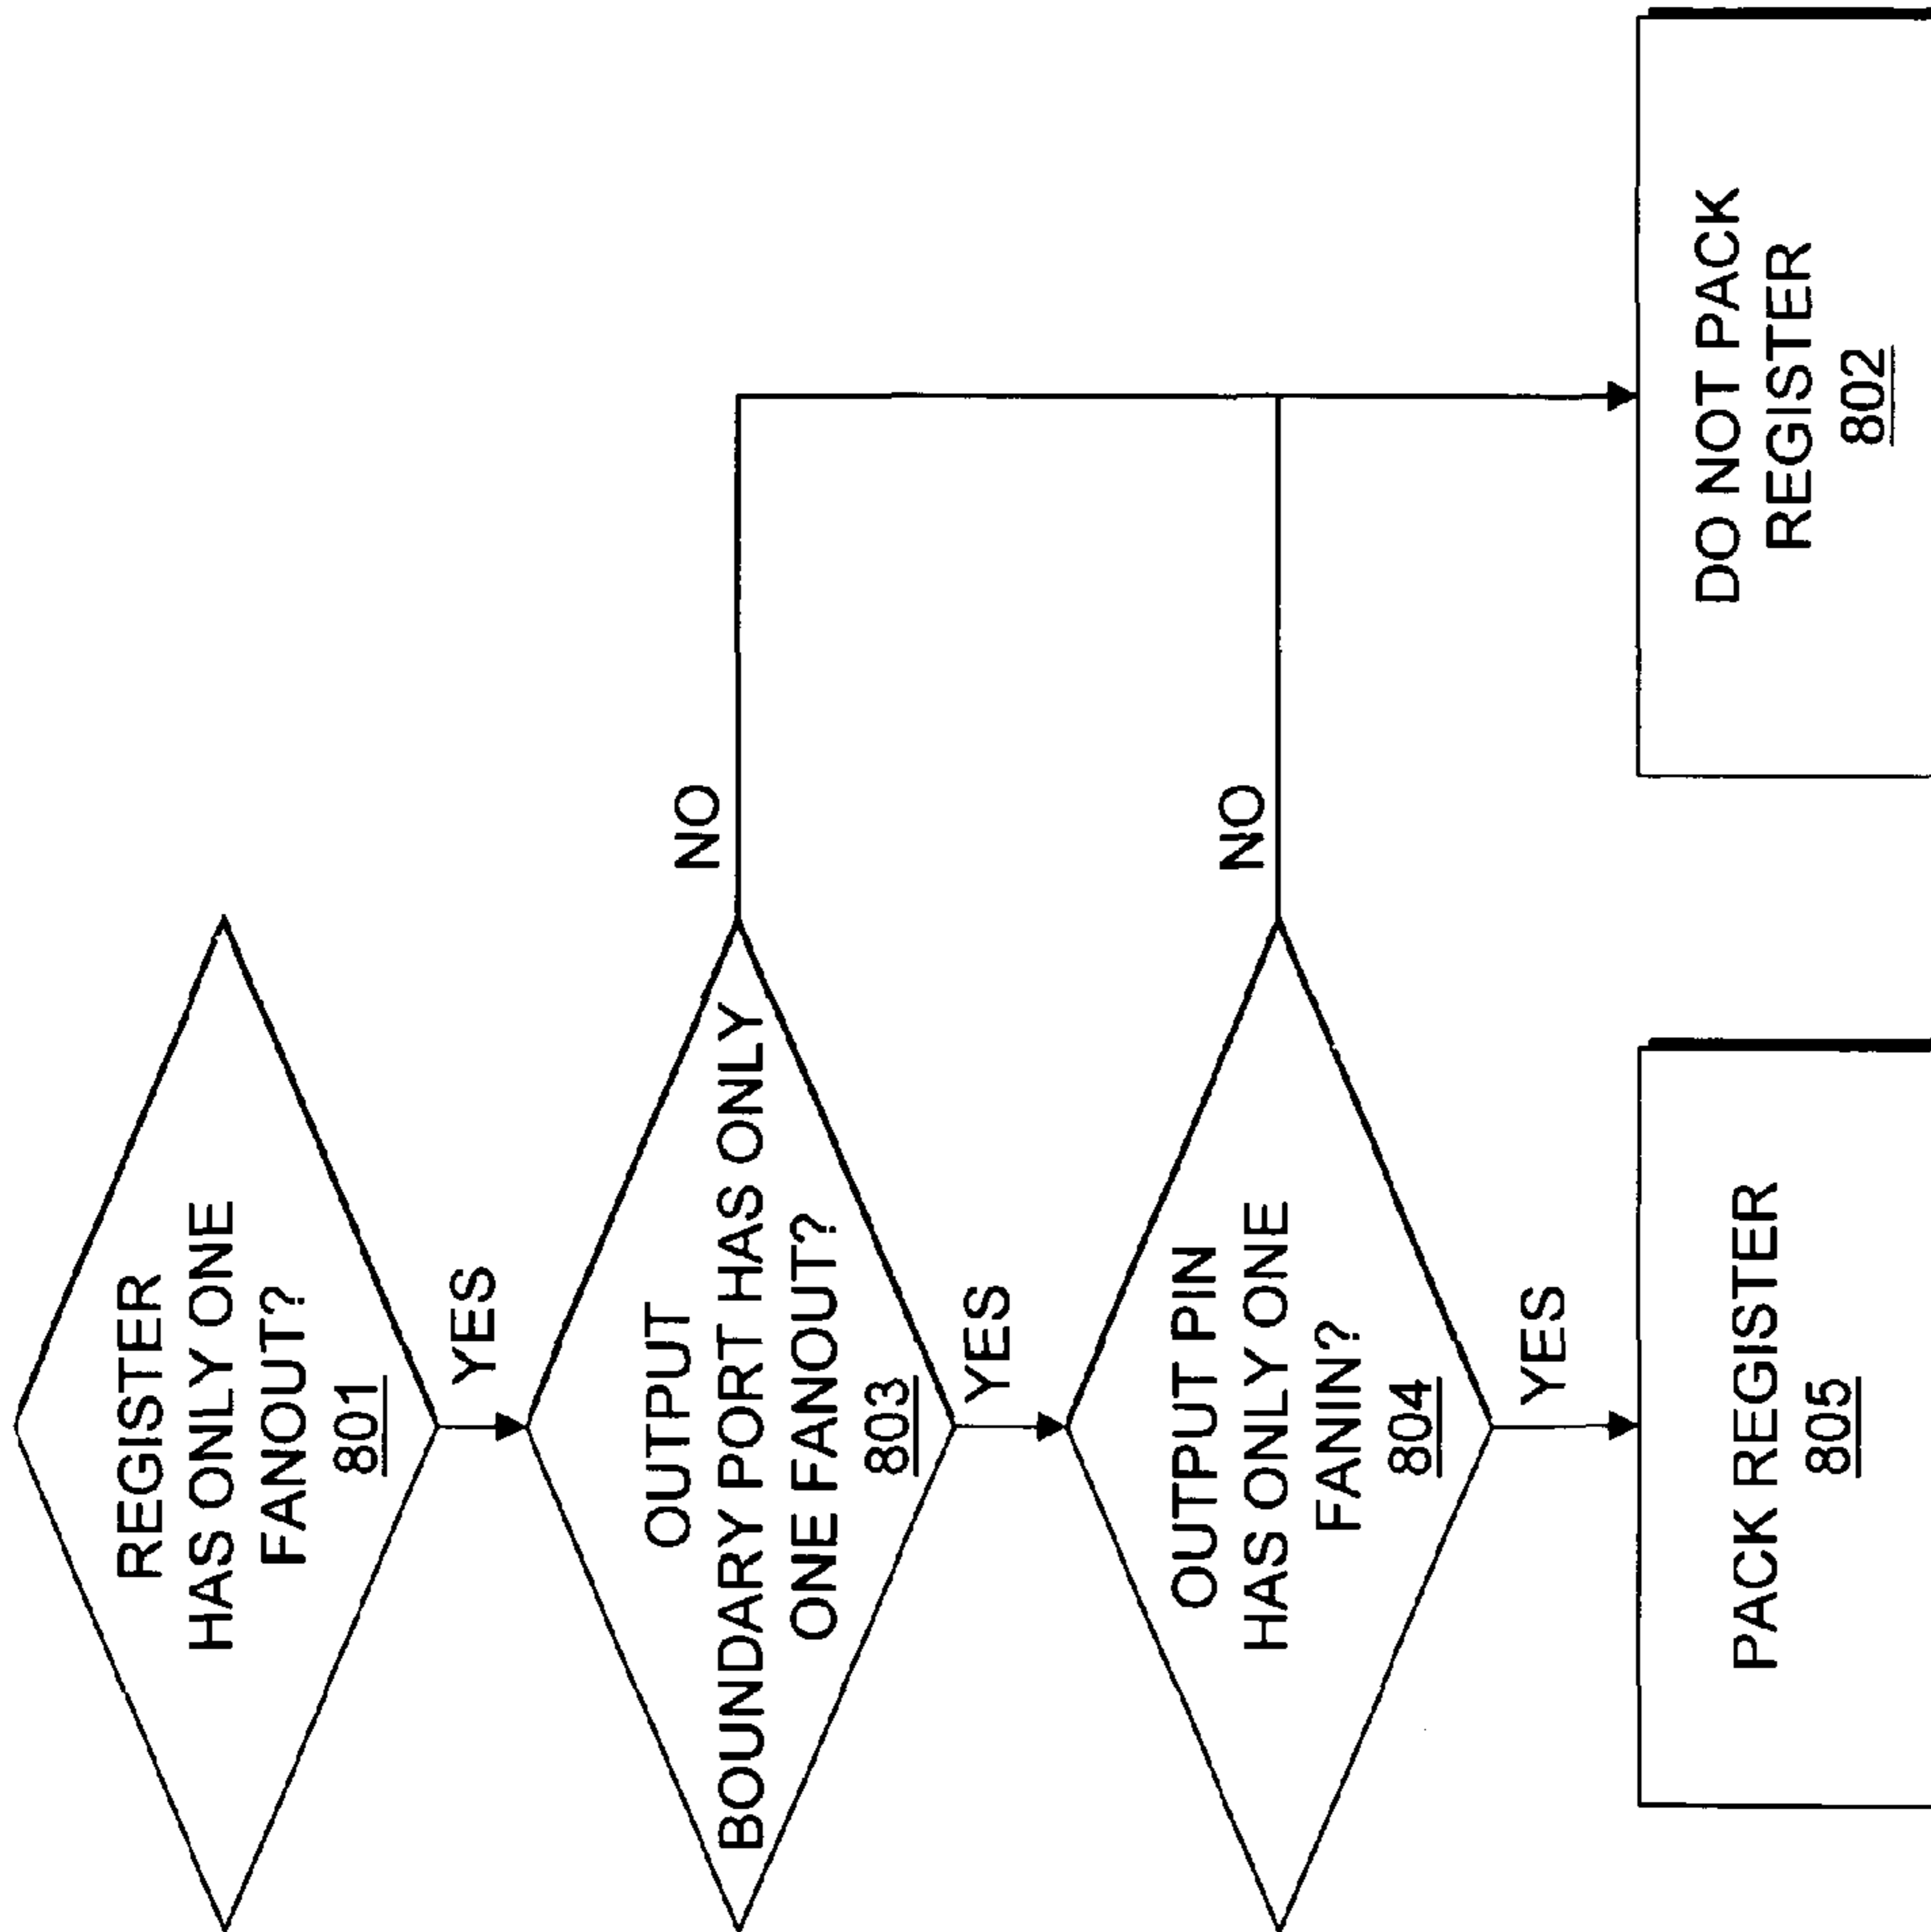 REGISTER
HAS ONLY ONE
FANOUT?
801
YES
OUTPUT
BOUNDARY PORT HAS ONLY
ONE FANOUT?
803
NO
YES
OUTPUT PIN
HAS ONLY ONE
FANIN?
804
NO
YES
PACK REGISTER
805
DO NOT PACK
REGISTER
802